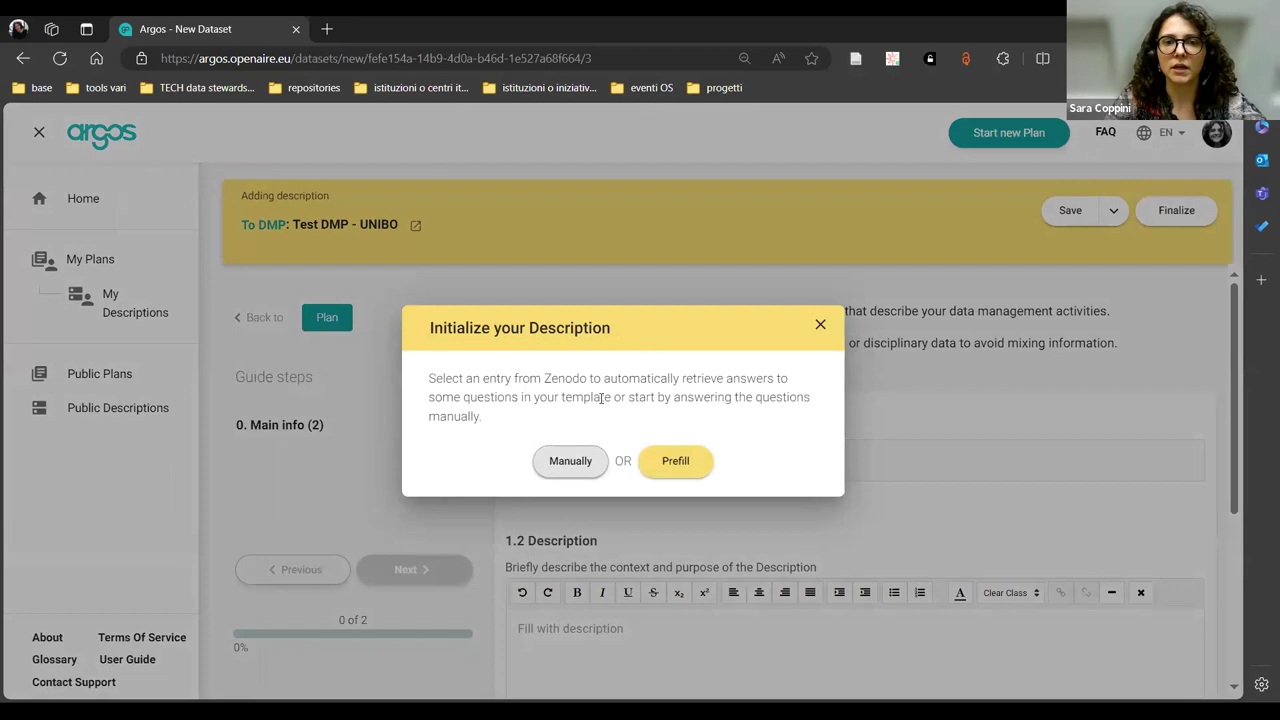 Argos - New Dataset
https://argos.openaire.eu/datasets/new/fefe154a-14b9-4d0a-b46d-1e527a68f664/3
base
tools vari
TECH data stewards...
repositories
istituzioni o centri it...
istituzioni o iniziativ...
eventi OS
progetti
Sara Coppini
argos
Start new Plan
FAQ
EN
Home
My Plans
My
Descriptions
Public Plans
Public Descriptions
About
Terms Of Service
Glossary
User Guide
Contact Support
Adding description
To DMP: Test DMP - UNIBO
Save
Finalize
Back to
Plan
that describe your data management activities.
or disciplinary data to avoid mixing information.
Guide steps
0. Main info (2)
Initialize your Description
Select an entry from Zenodo to automatically retrieve answers to
some questions in your template or start by answering the questions
manually.
Manually
OR
Prefill
Previous
Next
0 of 2
0%
1.2 Description
Briefly describe the context and purpose of the Description
B I U S x₂ x² A Clear Class
Fill with description